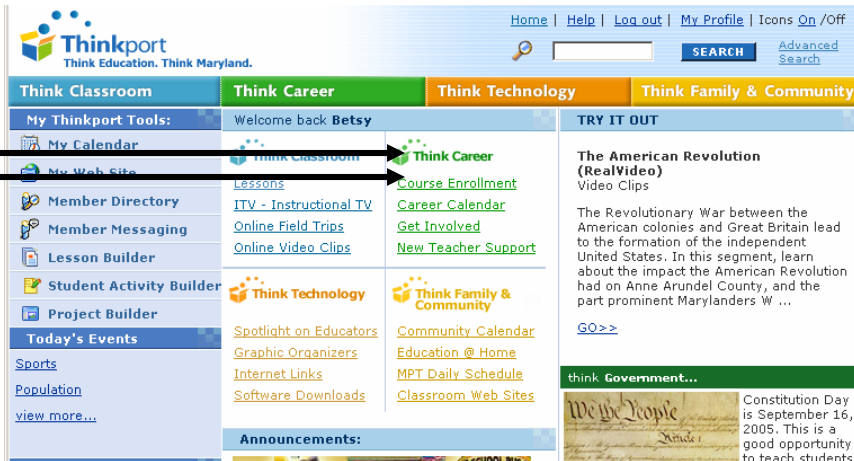 Home | Help | Log out | My Profile | Icons On /Off
Thinkport
Think Education. Think Maryland.
SEARCH
Advanced
Search
Think Classroom
Think Career
Think Technology
Think Family & Community
My Thinkport Tools:
My Calendar
My Web Site
Member Directory
Member Messaging
Lesson Builder
Student Activity Builder
Project Builder
Today's Events
Sports
Population
view more...
Welcome back Betsy
Think Classroom
Lessons
ITV - Instructional TV
Online Field Trips
Online Video Clips
Think Career
Course Enrollment
Career Calendar
Get Involved
New Teacher Support
Think Technology
Spotlight on Educators
Graphic Organizers
Internet Links
Software Downloads
Think Family &
Community
Community Calendar
Education @ Home
MPT Daily Schedule
Classroom Web Sites
Announcements:
TRY IT OUT
The American Revolution
(Real¥ideo)
Video Clips
The Revolutionary War between the
American colonies and Great Britain lead
to the formation of the independent
United States. In this segment, learn
about the impact the American Revolution
had on Anne Arundel County, and the
part prominent Marylanders W ...
GO>>
think Government...
We the People
Article I
Constitution Day
is September 16,
2005. This is a
good opportunity
to teach students